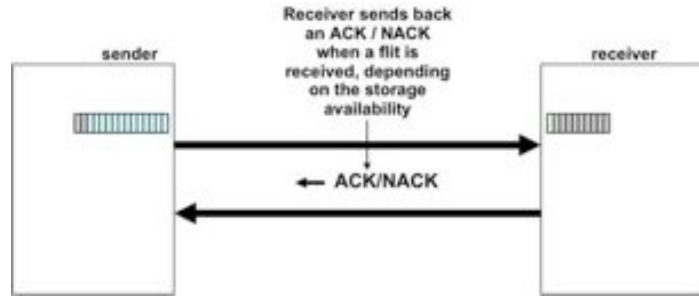 Receiver sends back
an ACK / NACK
when a flit is
received, depending
on the storage
availability
sender
receiver
ACK/NACK